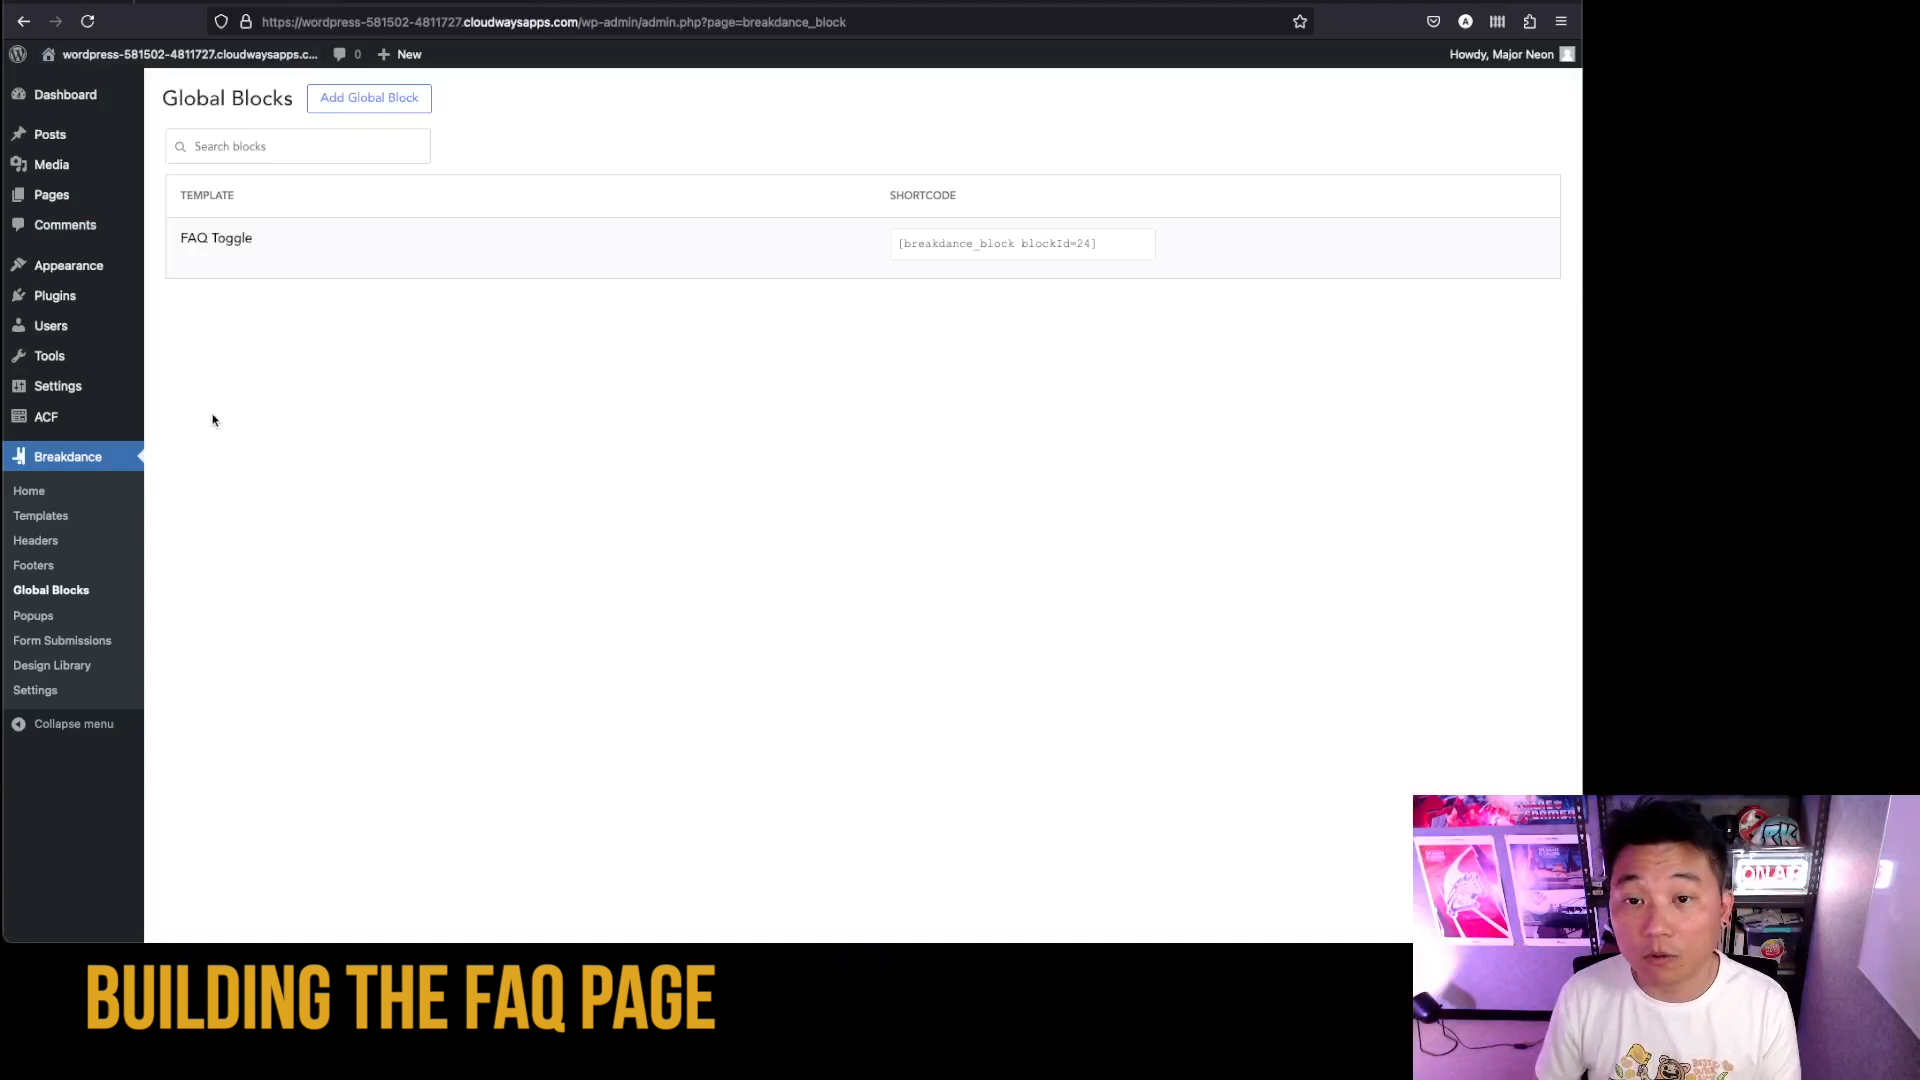 https://wordpress-581502-4811727.cloudwaysapps.com/wp-admin/admin.php?page=breakdance_block
wordpress-581502-4811727.cloudwaysapps.c...
0
New
Howdy, Major Neon
Dashboard
Posts
Media
Pages
Comments
Appearance
Plugins
Users
Tools
Settings
ACF
Breakdance
Home
Templates
Headers
Footers
Global Blocks
Popups
Form Submissions
Design Library
Settings
Collapse menu
Global Blocks
Add Global Block
Search blocks
TEMPLATE
SHORTCODE
FAQ Toggle
[breakdance_block blockId=24]
BUILDING THE FAQ PAGE